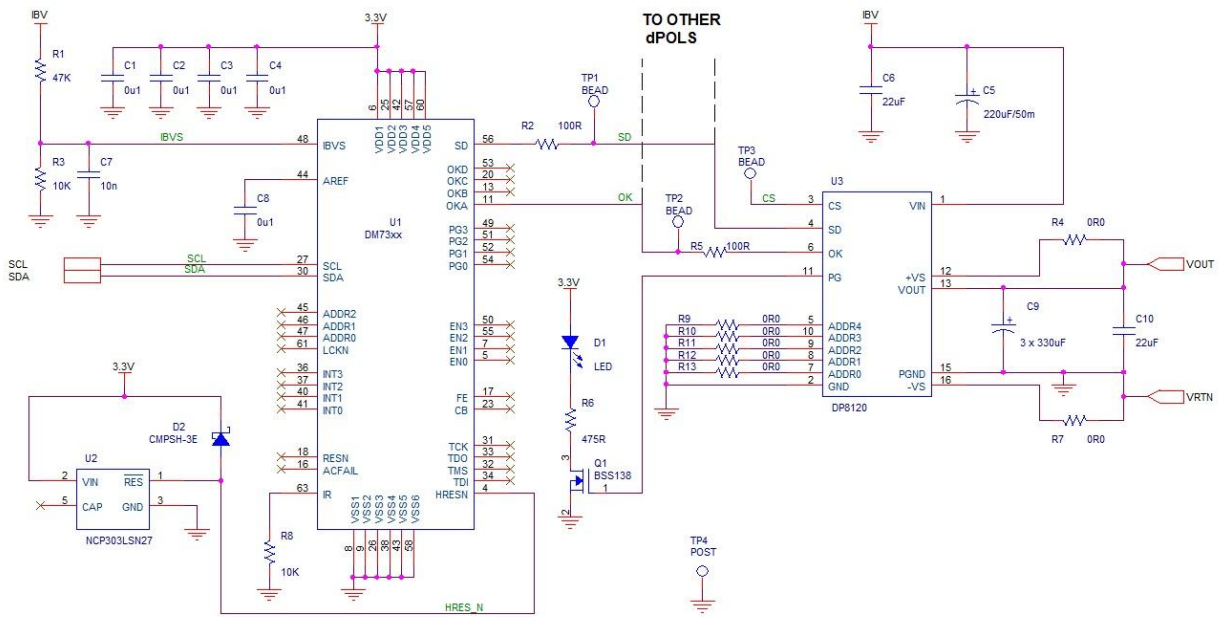 IBV
R1
47K
C1
0u1
C2
0u1
C3
0u1
C4
0u1
3.3V
TO OTHER
dPOLS
IBV
C6
22uF
C5
220uF/50m
TP1
BEAD
R2 100R
SD
IBVS
R3
10K
C7
10n
C8
0u1
6 25 42 57 60
VDD1 VDD2 VDD3 VDD4 VDD5
48 IBVS
44 AREF
U1
DM73xx
SCL
SDA
SCL
SDA
27 SCL
30 SDA
45 ADDR2
46 ADDR1
47 ADDR0
61 LCKN
36 INT3
37 INT2
40 INT1
41 INT0
18 RESN
16 ACFAIL
63 IR
SD 56
OKD 53
OKC 20
OKB 13
OKA 11
PG3 49
PG2 51
PG1 52
PG0 54
EN3 50
EN2 55
EN1 7
EN0 5
FE 17
CB 23
TCK 31
TDO 33
TMS 32
TDI 34
HRESN 4
VSS1 VSS2 VSS3 VSS4 VSS5 VSS6
8 9 26 38 43 58
OK
TP2
BEAD
R5 100R
TP3
BEAD
CS
U3
3 CS
4 SD
6 OK
11 PG
5 ADDR4
10 ADDR3
9 ADDR2
8 ADDR1
7 ADDR0
2 GND
VIN 1
+VS 12
VOUT 13
PGND 15
-VS 16
DP8120
R9 0R0
R10 0R0
R11 0R0
R12 0R0
R13 0R0
R4 0R0
VOUT
C9
3 x 330uF
C10
22uF
VRTN
R7 0R0
3.3V
D1
LED
R6
475R
3
Q1
BSS138
1
2
3.3V
D2
CMPSH-3E
U2
2 VIN
5 CAP
RES 1
GND 3
NCP303LSN27
R8
10K
HRES_N
TP4
POST